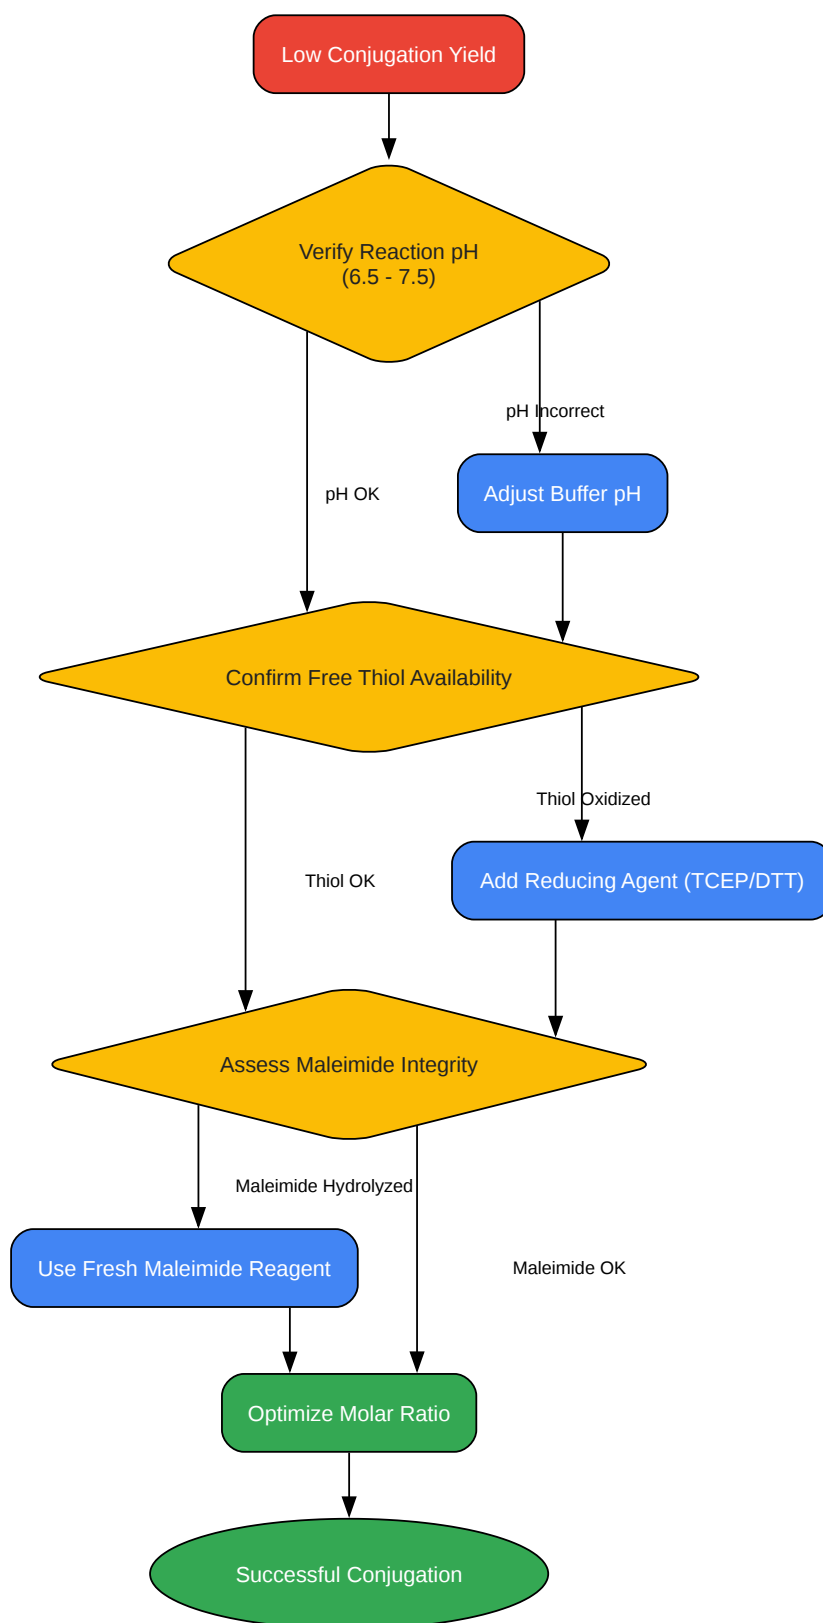 Low Conjugation Yield
Verify Reaction pH
(6.5 - 7.5)
pH Incorrect
pH OK
Adjust Buffer pH
Confirm Free Thiol Availability
Thiol Oxidized
Thiol OK
Add Reducing Agent (TCEP/DTT)
Assess Maleimide Integrity
Maleimide Hydrolyzed
Use Fresh Maleimide Reagent
Maleimide OK
Optimize Molar Ratio
Successful Conjugation